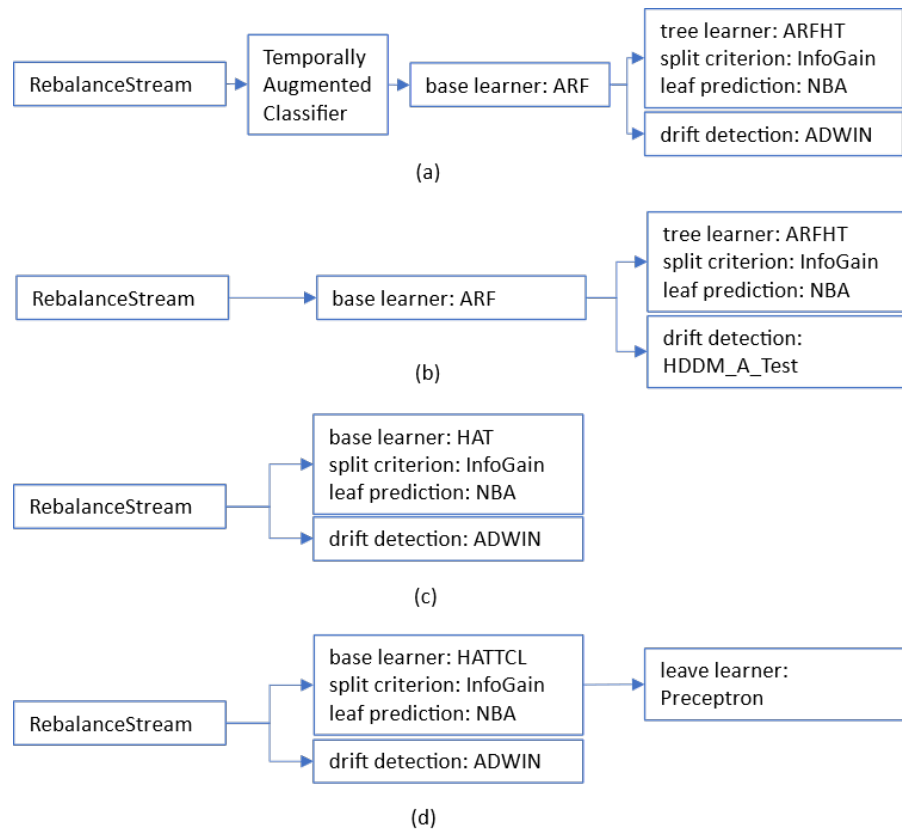 RebalanceStream
Temporally
Augmented
Classifier
base learner: ARF
tree learner: ARFHT
split criterion: InfoGain
leaf prediction: NBA
drift detection: ADWIN
(a)
RebalanceStream
base learner: ARF
tree learner: ARFHT
split criterion: InfoGain
leaf prediction: NBA
drift detection:
HDDM_A_Test
(b)
RebalanceStream
base learner: HAT
split criterion: InfoGain
leaf prediction: NBA
drift detection: ADWIN
(c)
RebalanceStream
base learner: HATTCL
split criterion: InfoGain
leaf prediction: NBA
drift detection: ADWIN
leave learner:
Preceptron
(d)